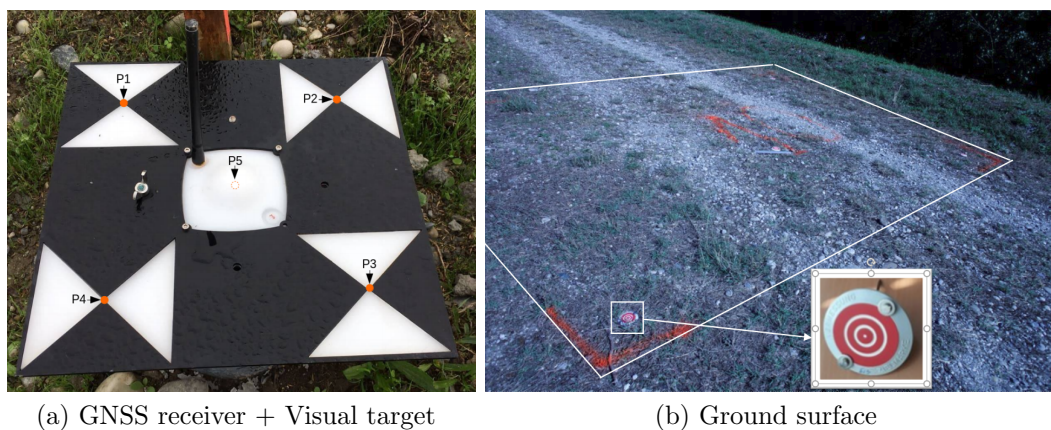 P1
P2
P5
P3
P4
(a) GNSS receiver + Visual target
(b) Ground surface